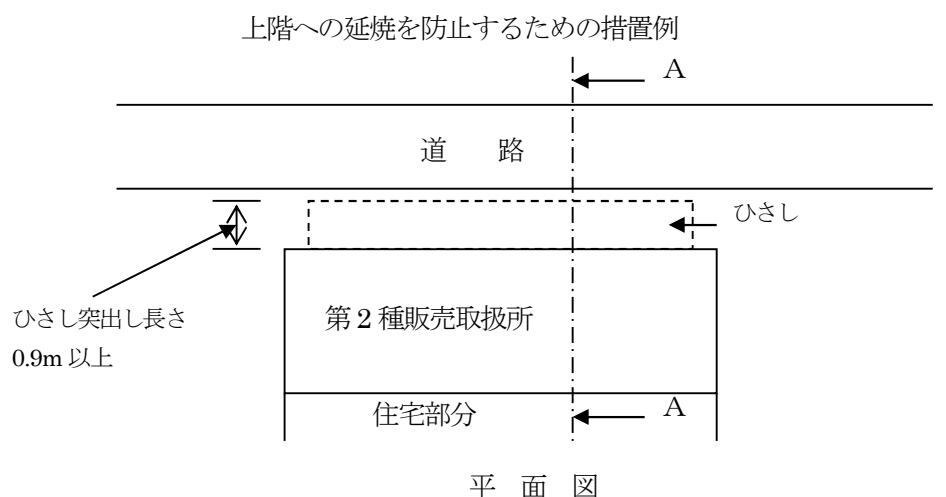 上階への延焼を防止するための措置例
A
道　路
ひさし
ひさし突出し長さ
0.9m 以上
第2種販売取扱所
住宅部分
A
平　面　図